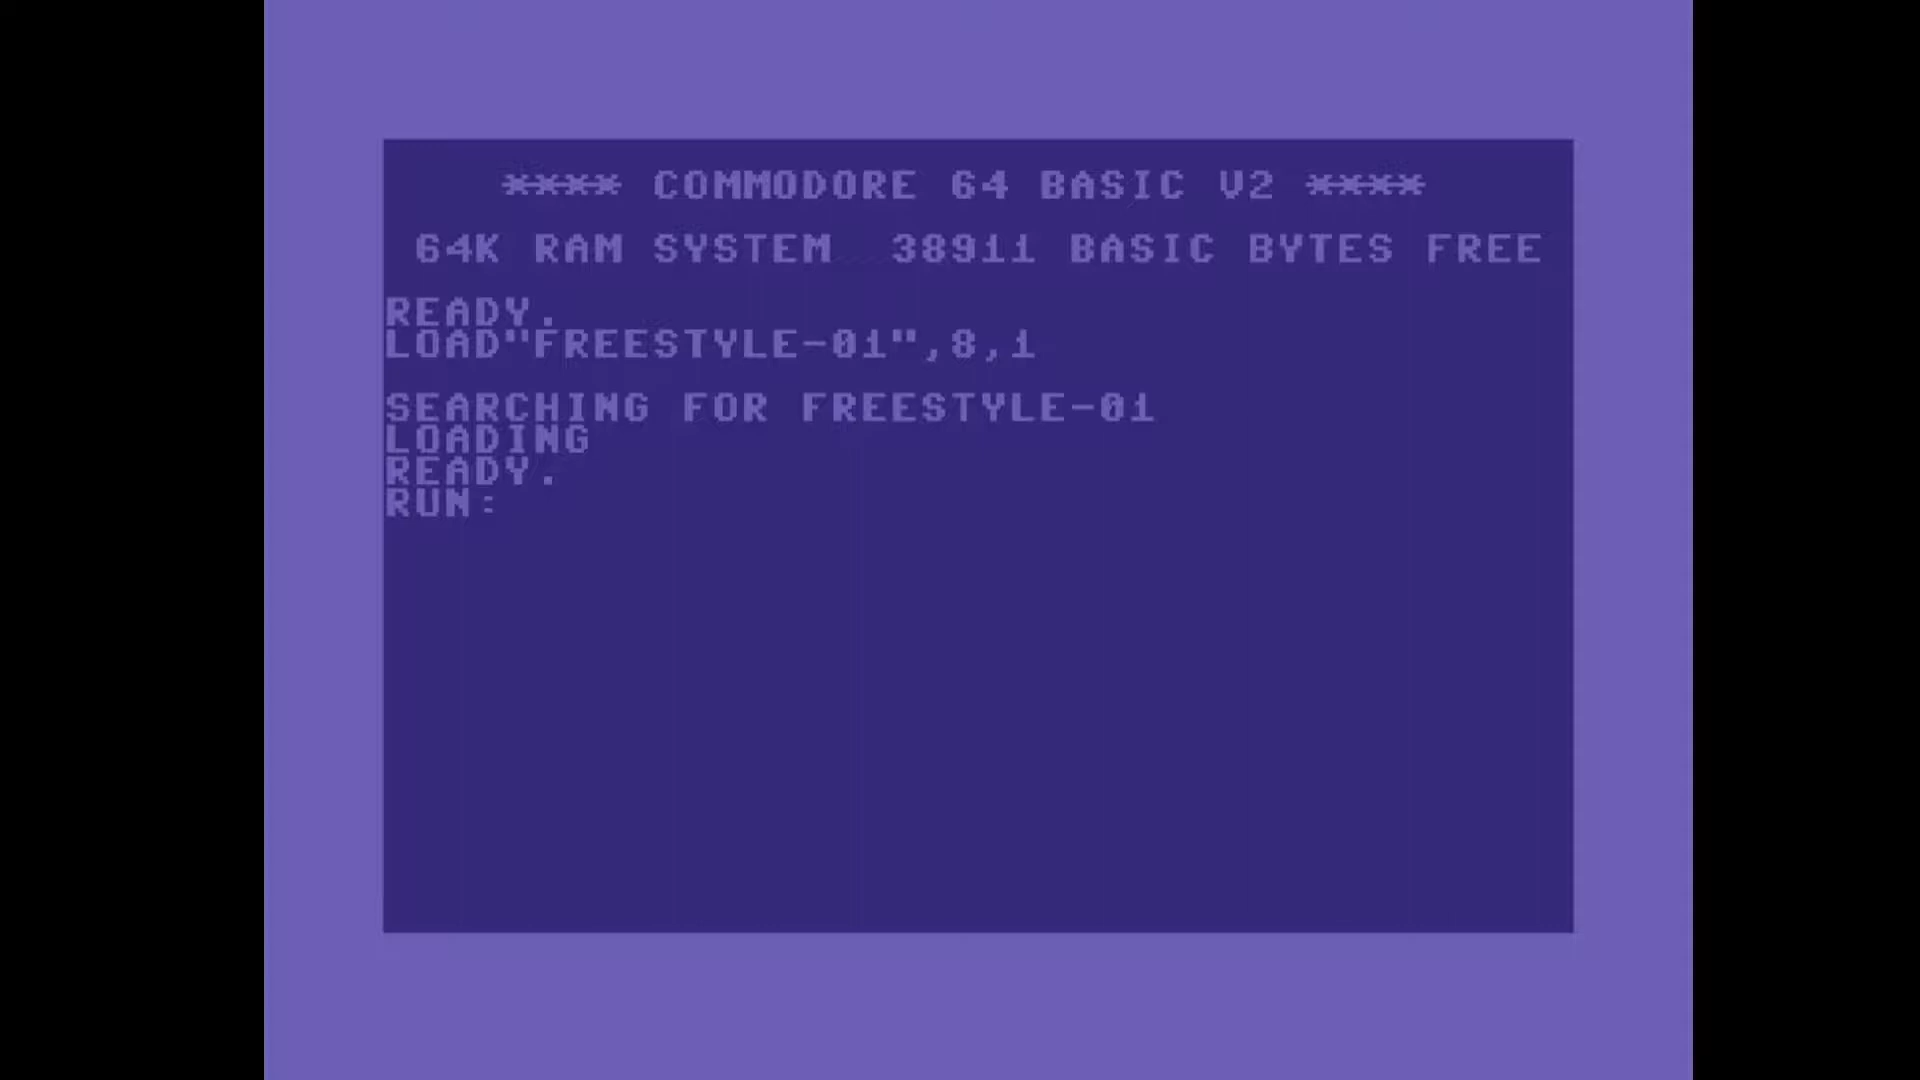 **** COMMODORE 64 BASIC V2 ****
64K RAM SYSTEM  38911 BASIC BYTES FREE
READY.
LOAD"FREESTYLE-01",8,1
SEARCHING FOR FREESTYLE-01
LOADING
READY.
RUN: